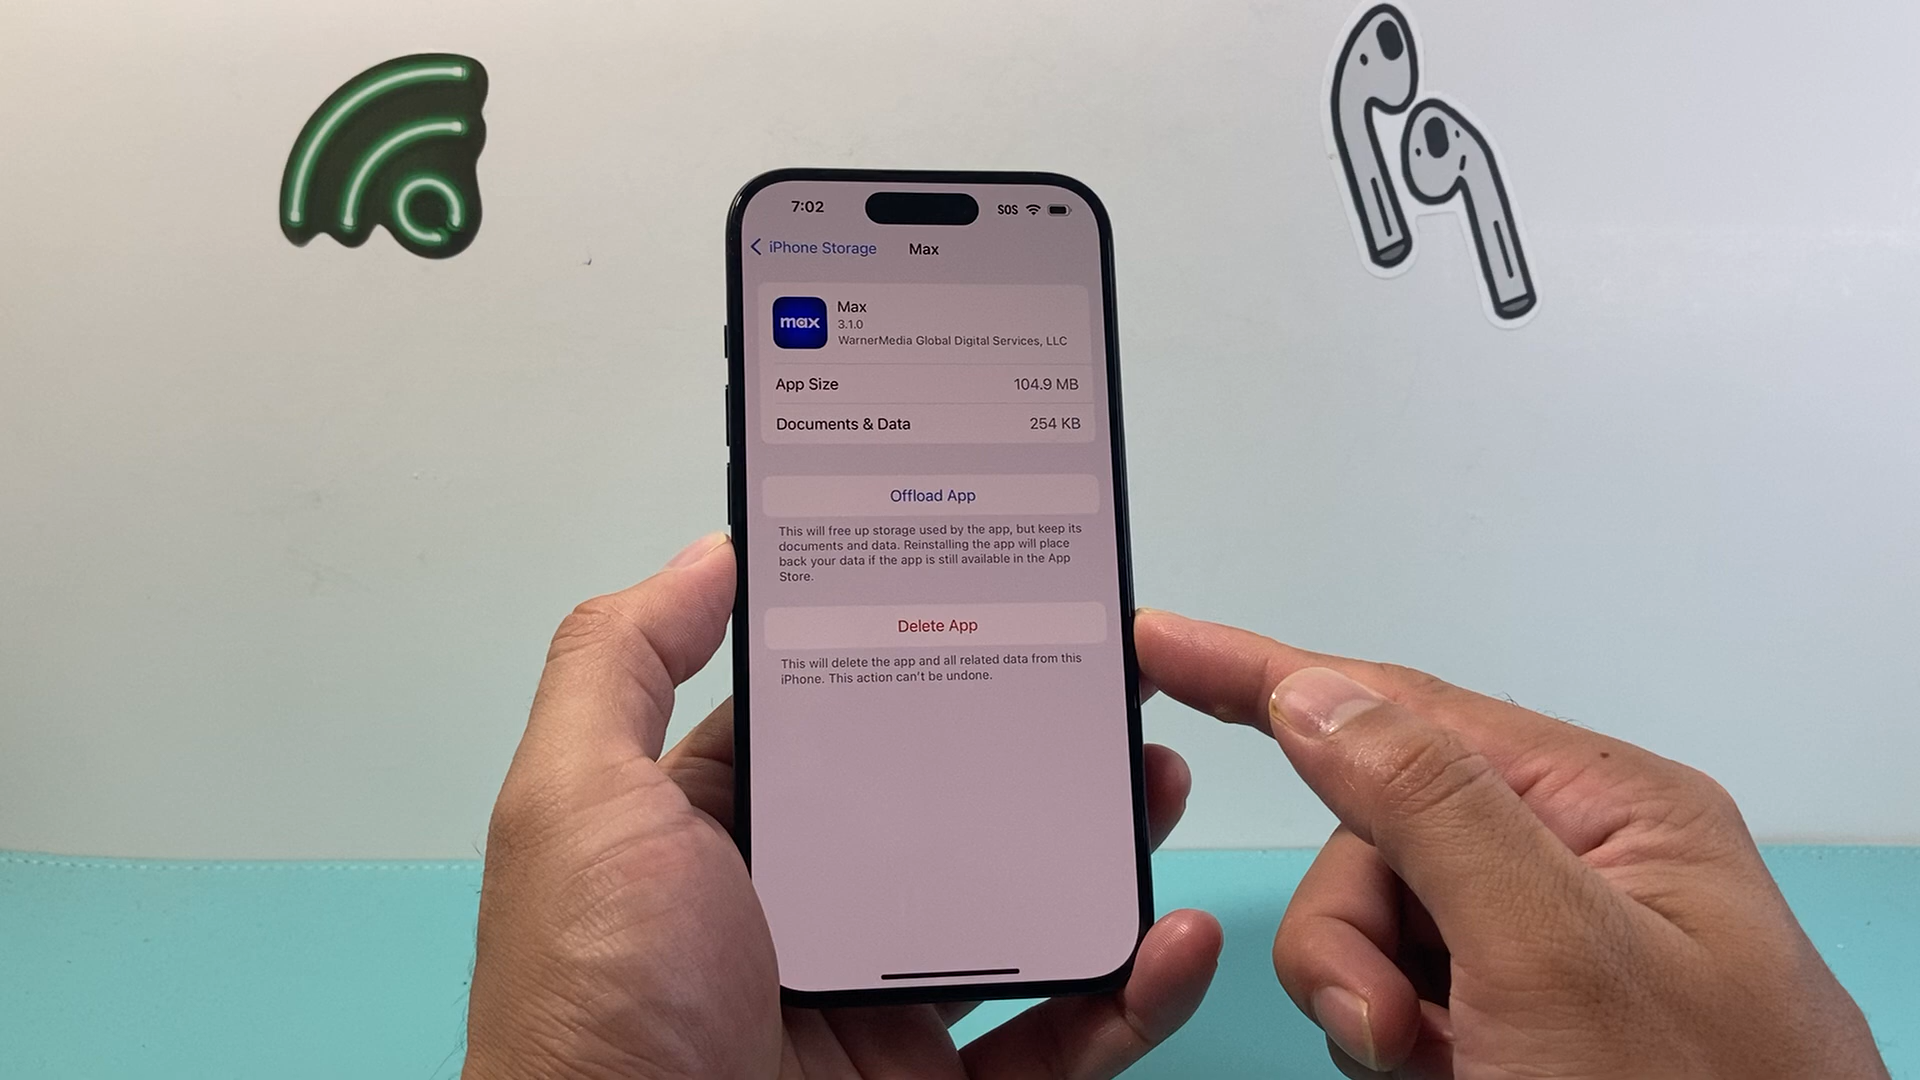 7:02
SOS
iPhone Storage
Max
max
Max
3.1.0
WarnerMedia Global Digital Services, LLC
App Size 104.9 MB
Documents & Data 254 KB
Offload App
This will free up storage used by the app, but keep its
documents and data. Reinstalling the app will place
back your data if the app is still available in the App
Store.
Delete App
This will delete the app and all related data from this
iPhone. This action can't be undone.